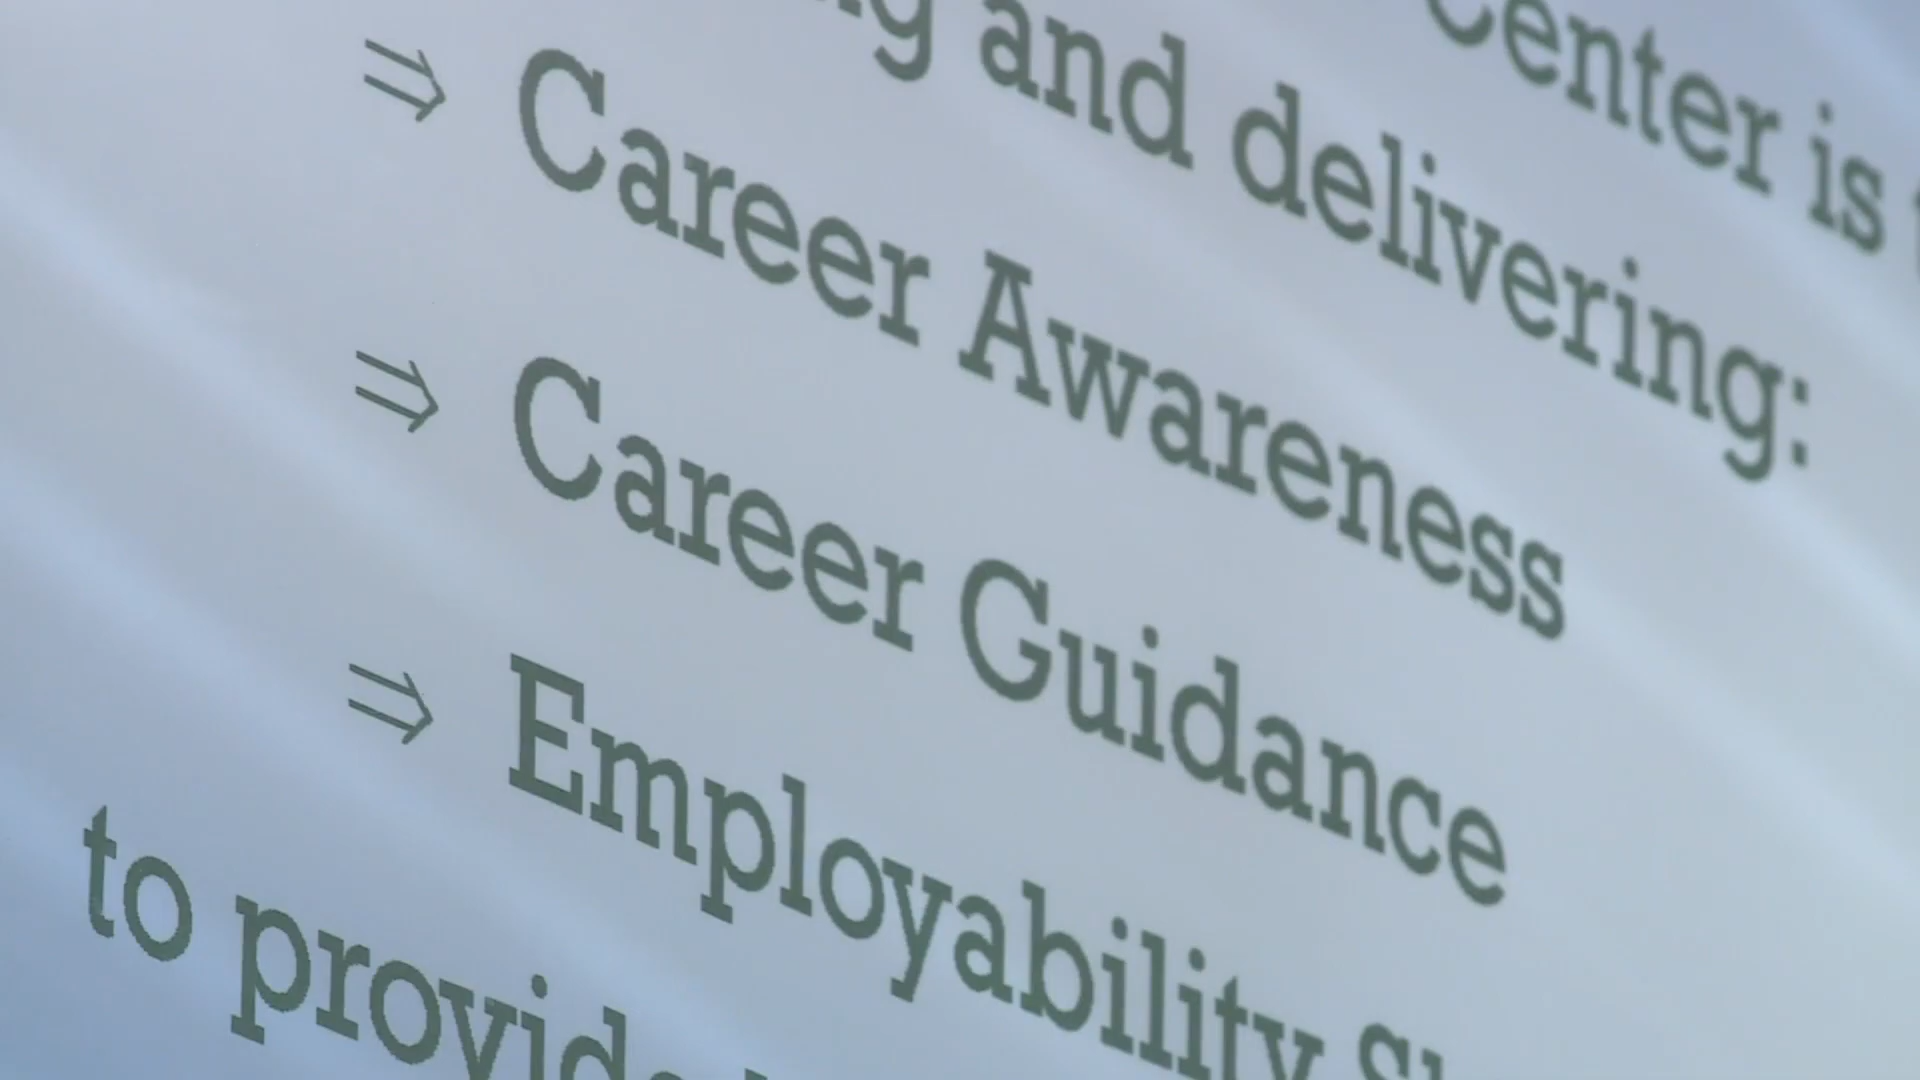 Center is
and delivering:
⇒ Career Awareness
⇒ Career Guidance
⇒ Employability
to provide